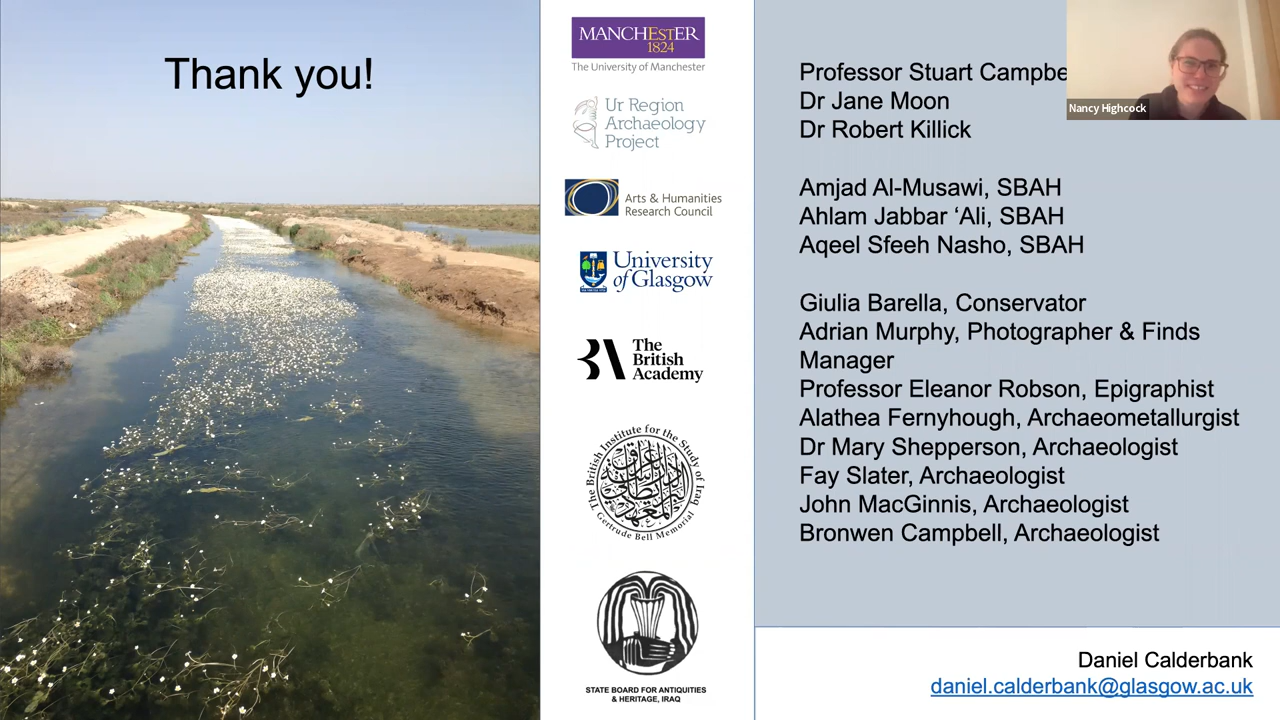 Thank you!
MANCHESTER
1824
The University of Manchester
Ur Region
Archaeology
Project
Arts & Humanities
Research Council
University
of Glasgow
The
British
Academy
The British Institute for the Study of Iraq
Gertrude Bell Memorial
STATE BOARD FOR ANTIQUITIES
& HERITAGE, IRAQ
Professor Stuart Campbe
Dr Jane Moon
Dr Robert Killick
Amjad Al-Musawi, SBAH
Ahlam Jabbar ‘Ali, SBAH
Aqeel Sfeeh Nasho, SBAH
Giulia Barella, Conservator
Adrian Murphy, Photographer & Finds
Manager
Professor Eleanor Robson, Epigraphist
Alathea Fernyhough, Archaeometallurgist
Dr Mary Shepperson, Archaeologist
Fay Slater, Archaeologist
John MacGinnis, Archaeologist
Bronwen Campbell, Archaeologist
Nancy Highcock
Daniel Calderbank
daniel.calderbank@glasgow.ac.uk